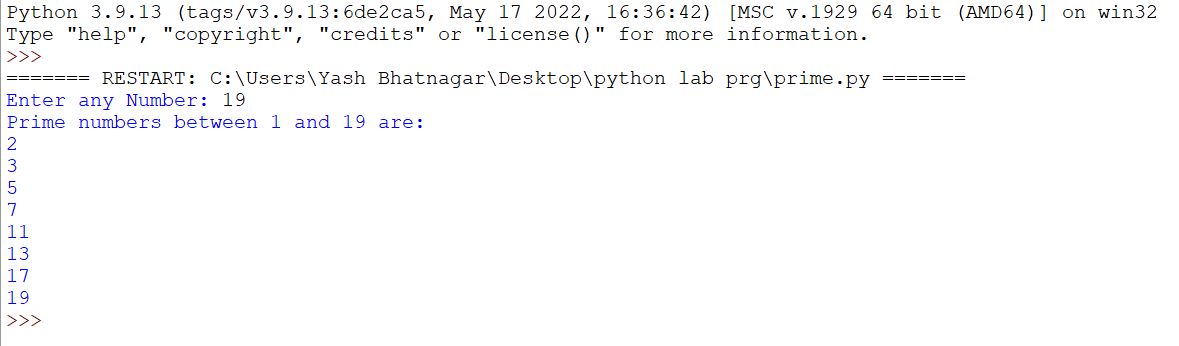 Python 3.9.13 (tags/v3.9.13:6de2ca5, May 17 2022, 16:36:42) [MSC v.1929 64 bit (AMD64)] on win32
Type "help", "copyright", "credits" or "license()" for more information.
>>>
======= RESTART: C:\Users\Yash Bhatnagar\Desktop\python lab prg\prime.py =======
Enter any Number: 19
Prime numbers between 1 and 19 are:
2
3
5
7
11
13
17
19
>>>